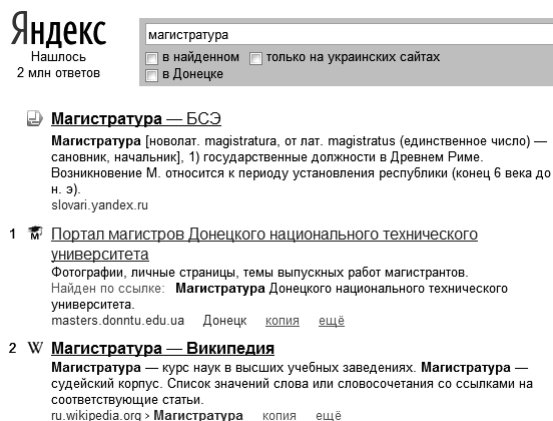 Яндекс
Нашлось
2 млн ответов
магистратура
в найденном только на украинских сайтах
в Донецке
Магистратура — БСЭ
Магистратура [новолат. magistratura, от лат. magistratus (единственное число) —
сановник, начальник], 1) государственные должности в Древнем Риме.
Возникновение М. относится к периоду установления республики (конец 6 века до
н. э.).
slovari.yandex.ru
1 М Портал магистров Донецкого национального технического
университета
Фотографии, личные страницы, темы выпускных работ магистрантов.
Найден по ссылке: Магистратура Донецкого национального технического
университета.
masters.donntu.edu.ua Донецк копия ещё
2 W Магистратура — Википедия
Магистратура — курс наук в высших учебных заведениях. Магистратура —
судейский корпус. Список значений слова или словосочетания со ссылками на
соответствующие статьи.
ru.wikipedia.org › Магистратура копия ещё